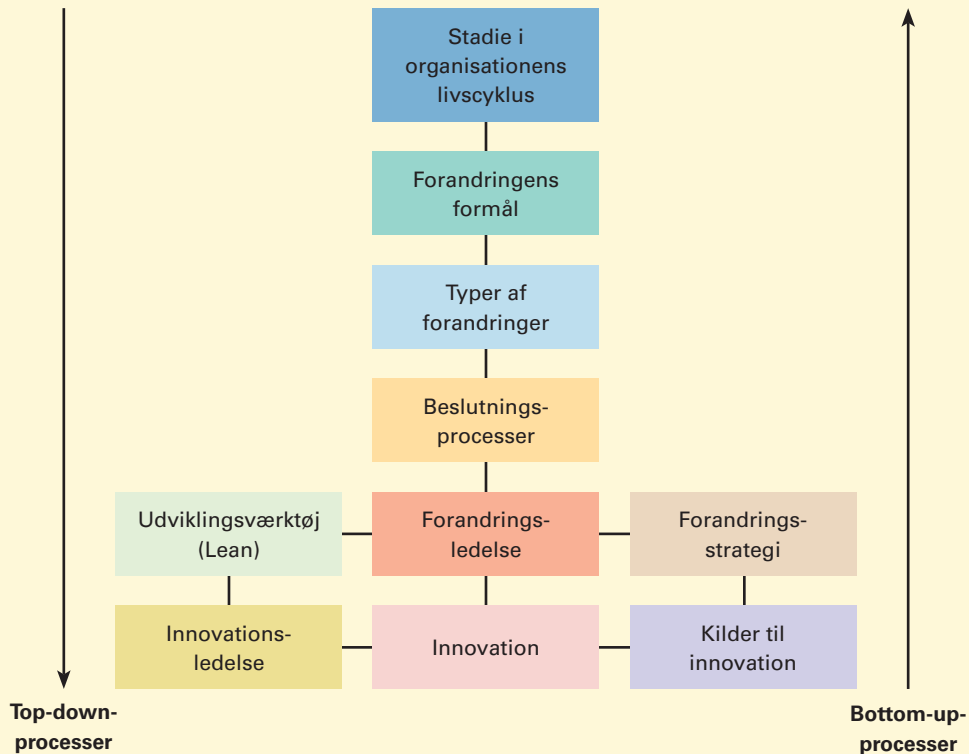 Stadie i
organisationens
livscyklus
Forandringens
formål
Typer af
forandringer
Beslutnings-
processer
Udviklingsværktøj
(Lean)
Forandrings-
ledelse
Forandrings-
strategi
Innovations-
ledelse
Innovation
Kilder til
innovation
Top-down-
processer
Bottom-up-
processer